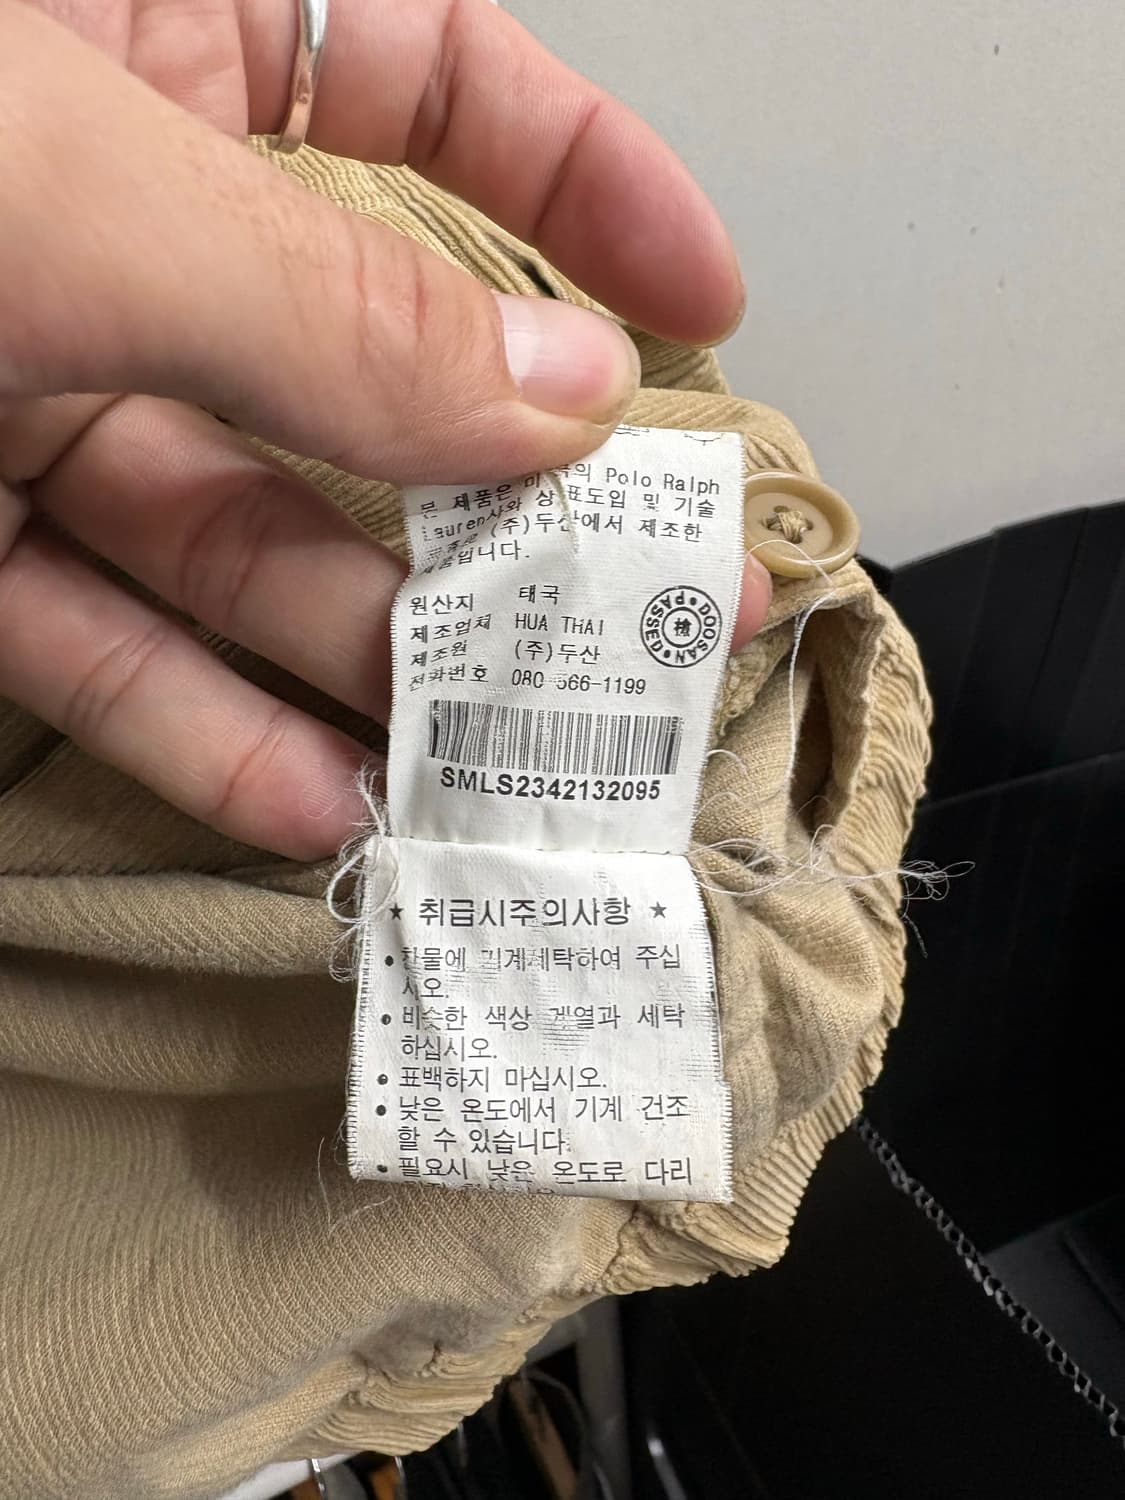 본 제품은 미국의 Polo Ralph
Lauren사와 상표도입 및 기술
(주)두산에서 제조한
제품입니다.
원산지 태국
제조업체 HUA THAI
제조원 (주)두산
전화번호 080 566-1199
DOOSAN • PASSED •
檢
SMLS2342132095
★ 취급시주의사항 ★
• 찬물에 기계세탁하여 주십
시오.
• 비슷한 색상 계열과 세탁
하십시오.
• 표백하지 마십시오.
• 낮은 온도에서 기계 건조
할 수 있습니다.
• 필요시 낮은 온도로 다리